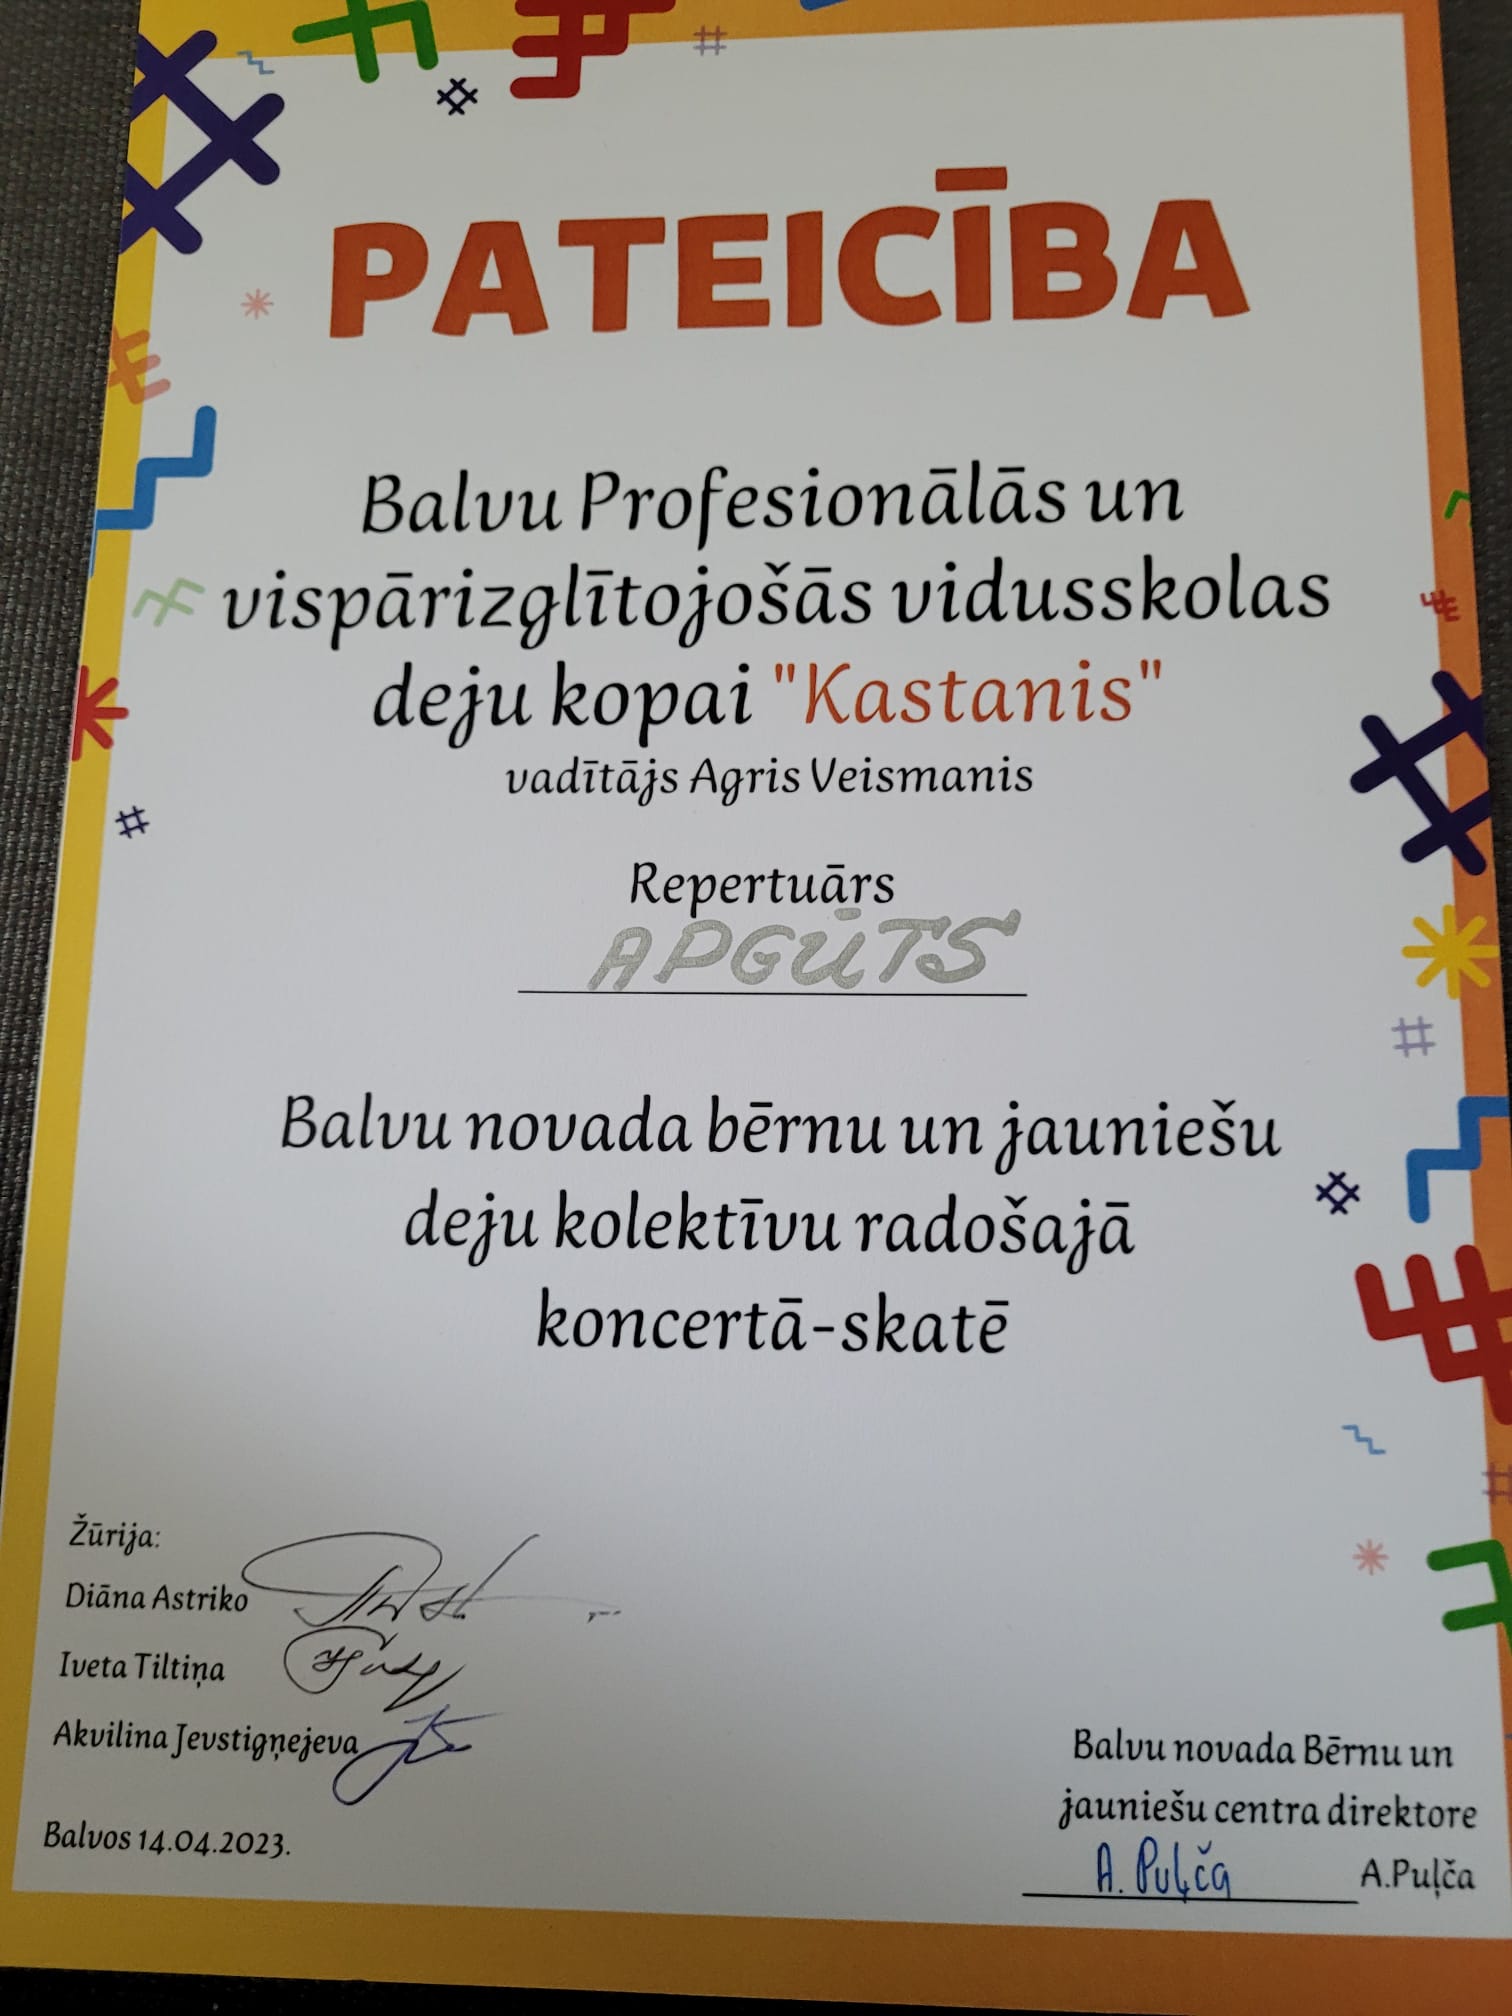 PATEICĪBA
Balvu Profesionālās un
vispārizglītojošās vidusskolas
deju kopai "Kastanis"
vadītājs Agris Veismanis
Repertuārs
APGŪTS
Balvu novada bērnu un jauniešu
deju kolektīvu radošajā
koncertā-skatē
Žūrija:
Diāna Astriko
Iveta Tiltiņa
Akvilina Jevstigņejeva
Balvos 14.04.2023.
Balvu novada Bērnu un
jauniešu centra direktore
A. Puļča A.Puļča